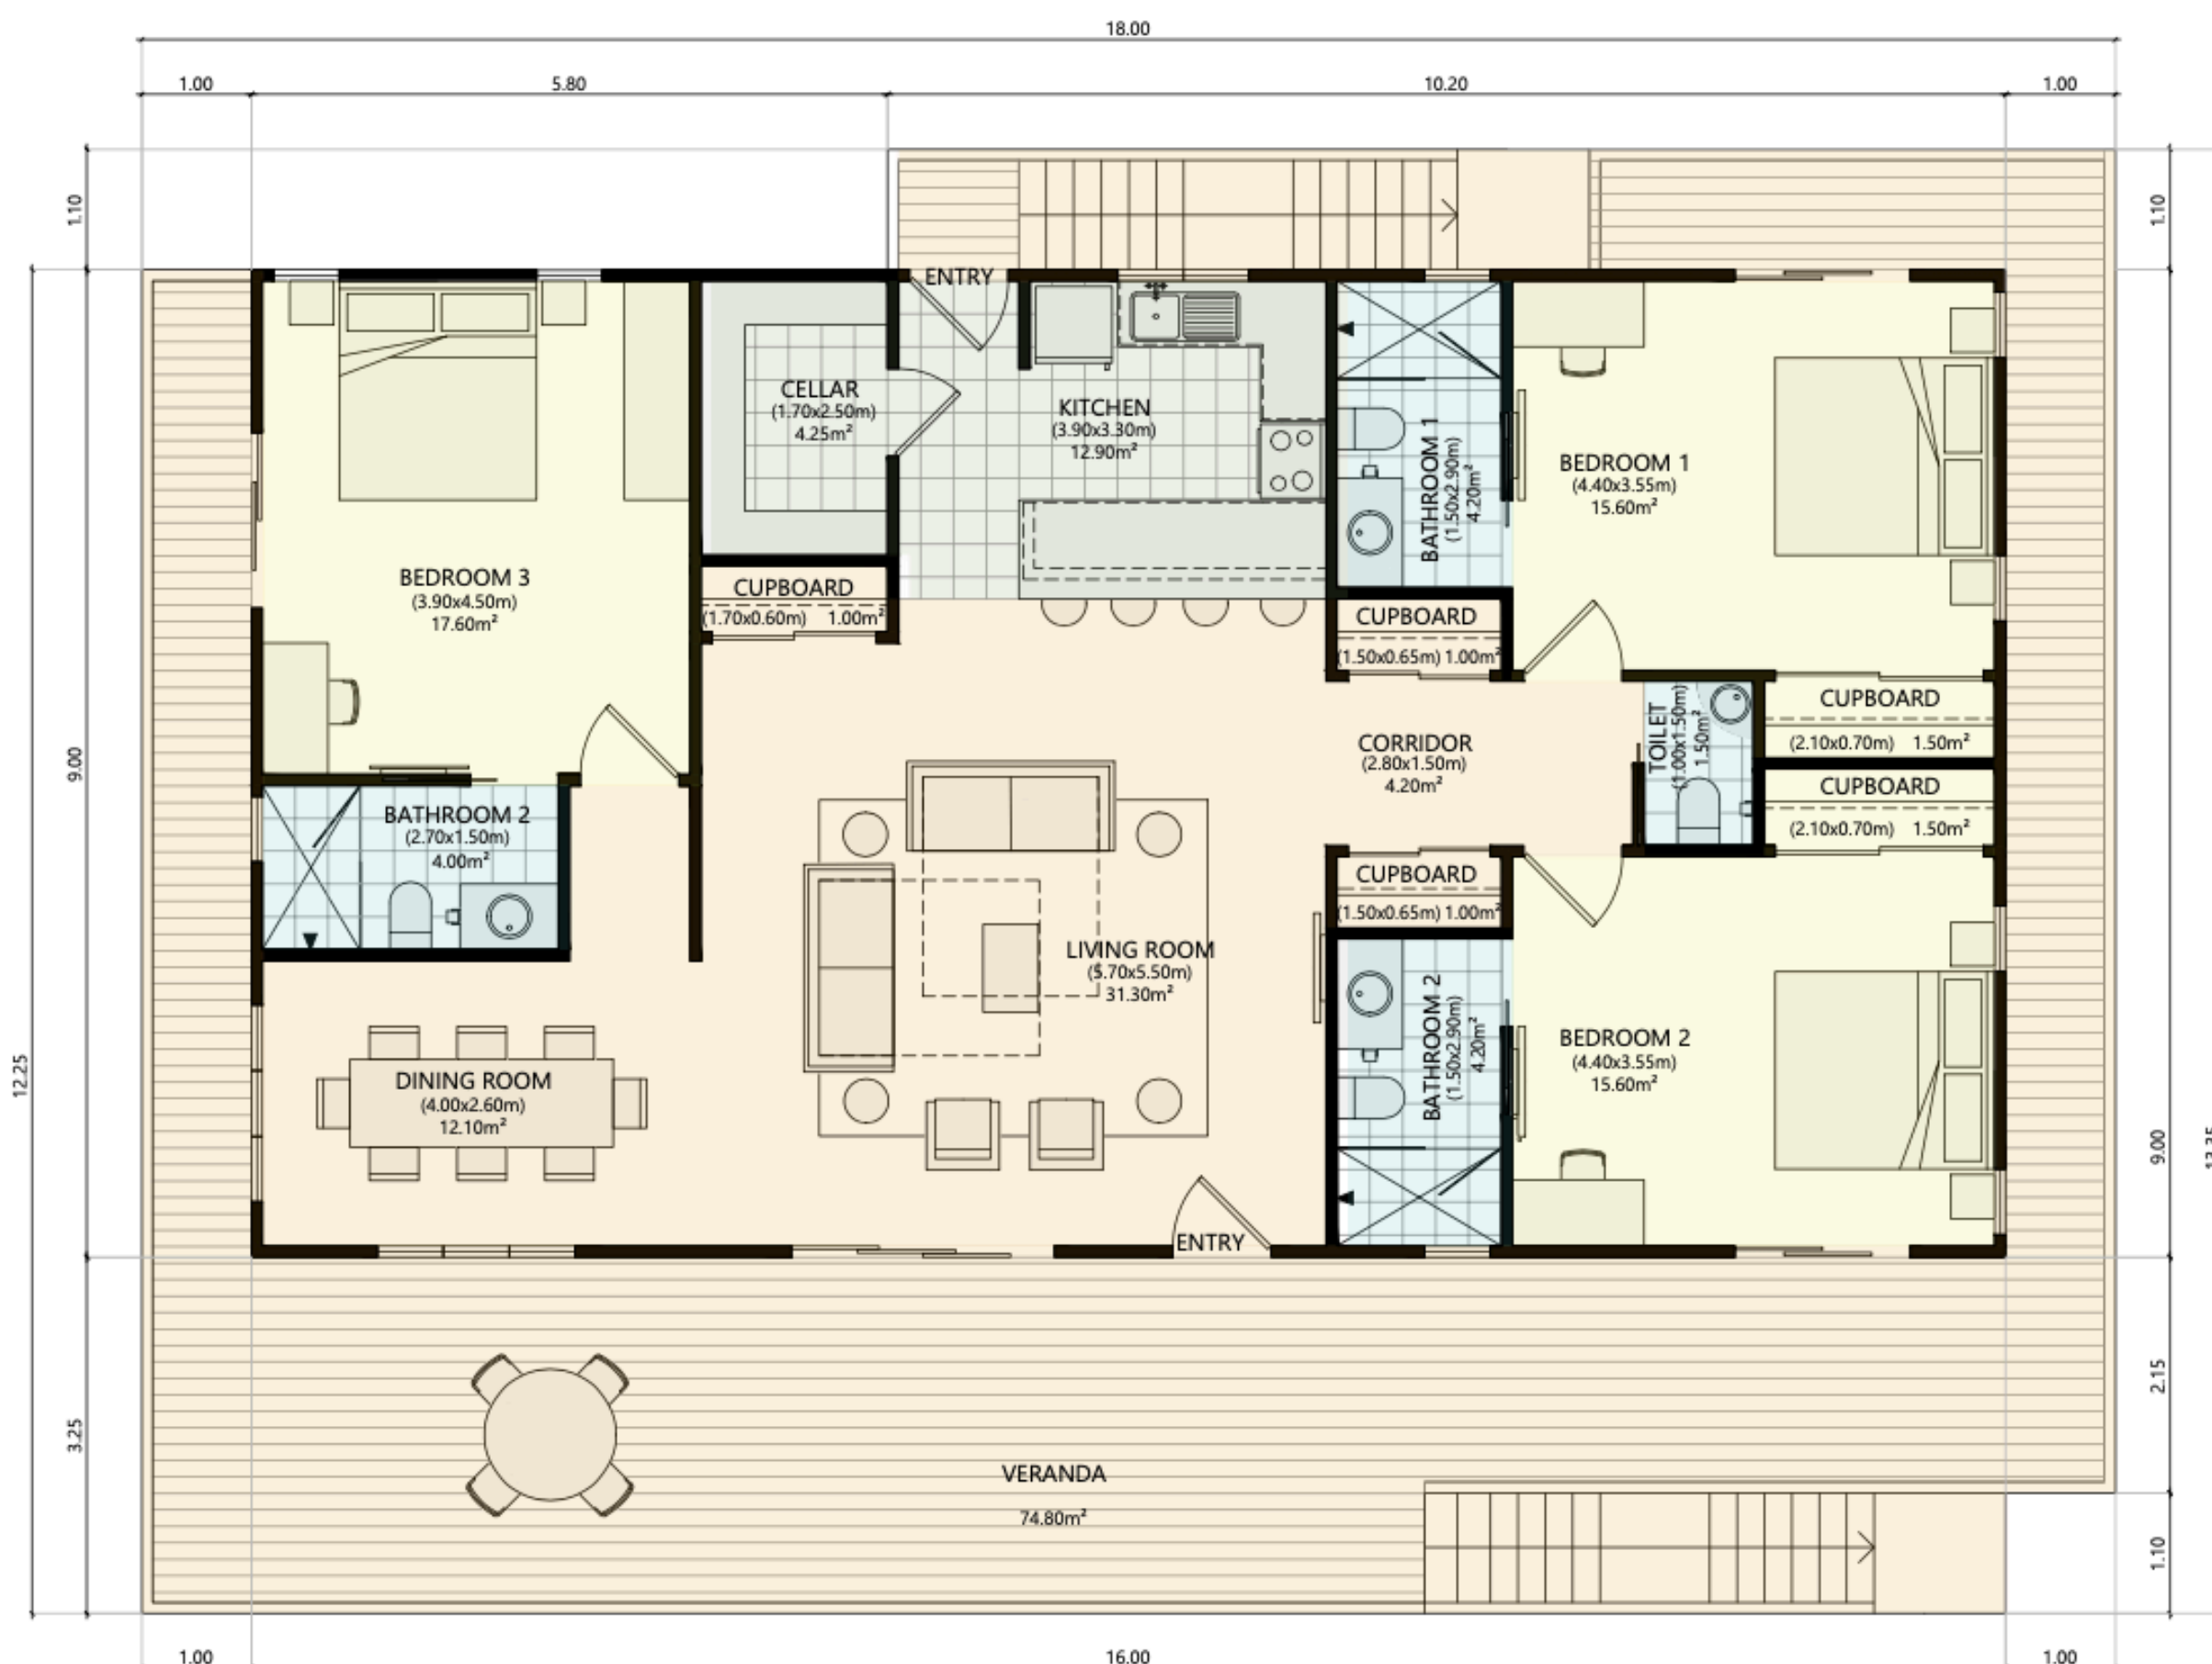 18.00
1.00
5.80
10.20
1.00
1.10
1.10
ENTRY
CELLAR
(1.70x2.50m)
4.25m²
KITCHEN
(3.90x3.30m)
12.90m²
BATHROOM 1
(1.50x2.90m)
4.20m²
BEDROOM 1
(4.40x3.55m)
15.60m²
BEDROOM 3
(3.90x4.50m)
17.60m²
CUPBOARD
(1.70x0.60m) 1.00m²
CUPBOARD
(1.50x0.65m) 1.00m²
TOILET
(1.00x1.50m)
1.50m²
CUPBOARD
(2.10x0.70m) 1.50m²
9.00
CORRIDOR
(2.80x1.50m)
4.20m²
CUPBOARD
(2.10x0.70m) 1.50m²
BATHROOM 2
(2.70x1.50m)
4.00m²
CUPBOARD
(1.50x0.65m) 1.00m²
LIVING ROOM
(5.70x5.50m)
31.30m²
BATHROOM 2
(1.50x2.90m)
4.20m²
BEDROOM 2
(4.40x3.55m)
15.60m²
12.25
DINING ROOM
(4.00x2.60m)
12.10m²
9.00
ENTRY
2.15
3.25
VERANDA
74.80m²
1.10
1.00
16.00
1.00